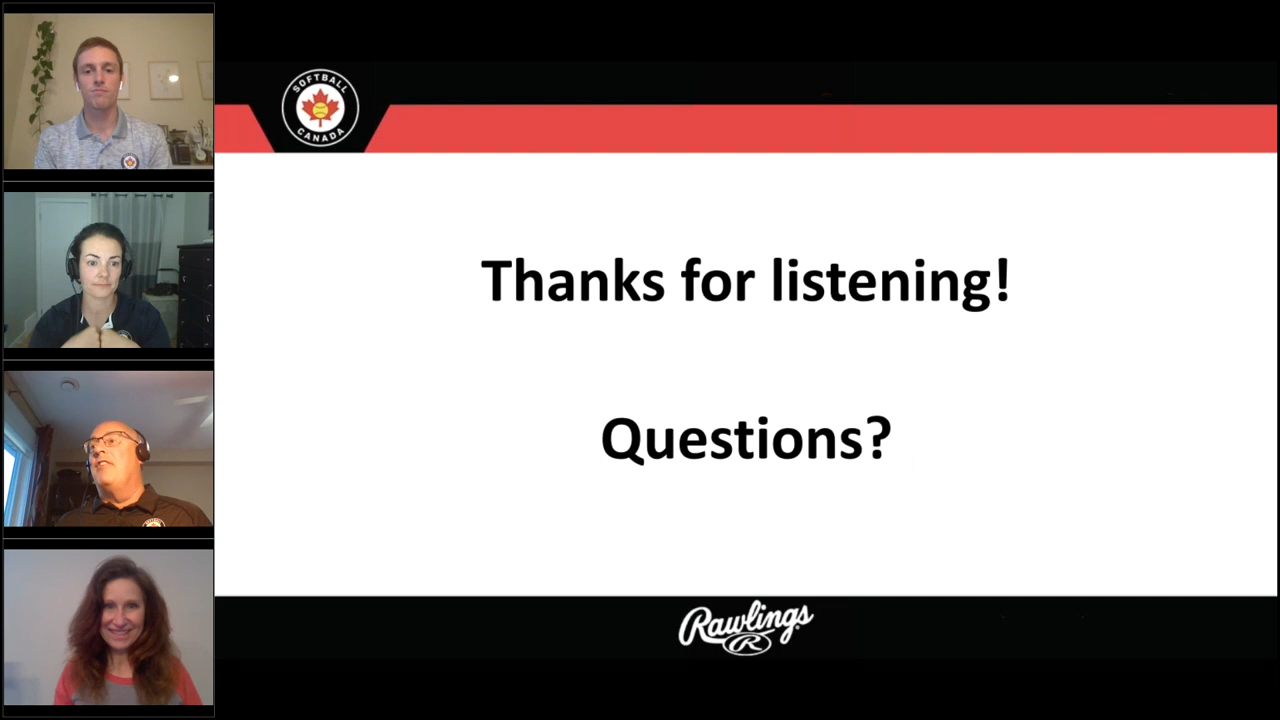 SOFTBALL
CANADA
Thanks for listening!
Questions?
Rawlings
R